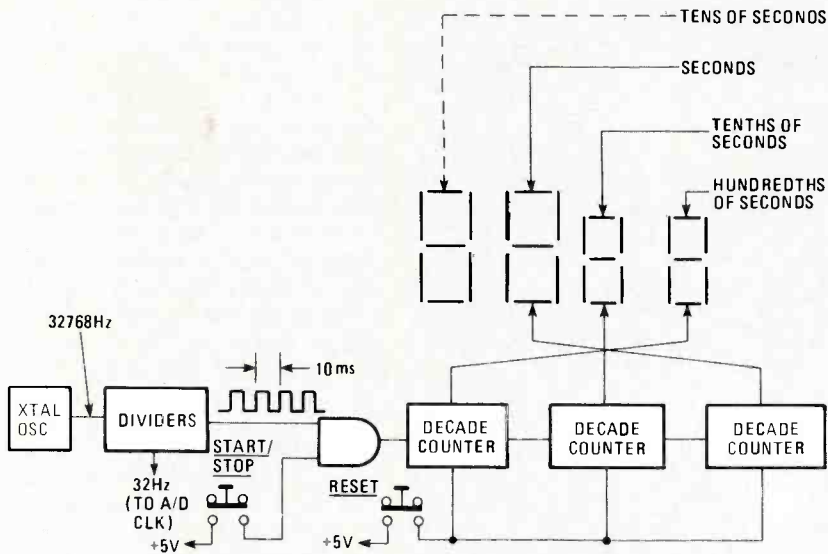 TENS OF SECONDS
SECONDS
TENTHS OF
SECONDS
HUNDREDTHS
OF SECONDS
32768Hz
10ms
XTAL
OSC
DIVIDERS
START/
STOP
32Hz
(TO A/D
CLK)
+5V
RESET
+5V
DECADE
COUNTER
DECADE
COUNTER
DECADE
COUNTER